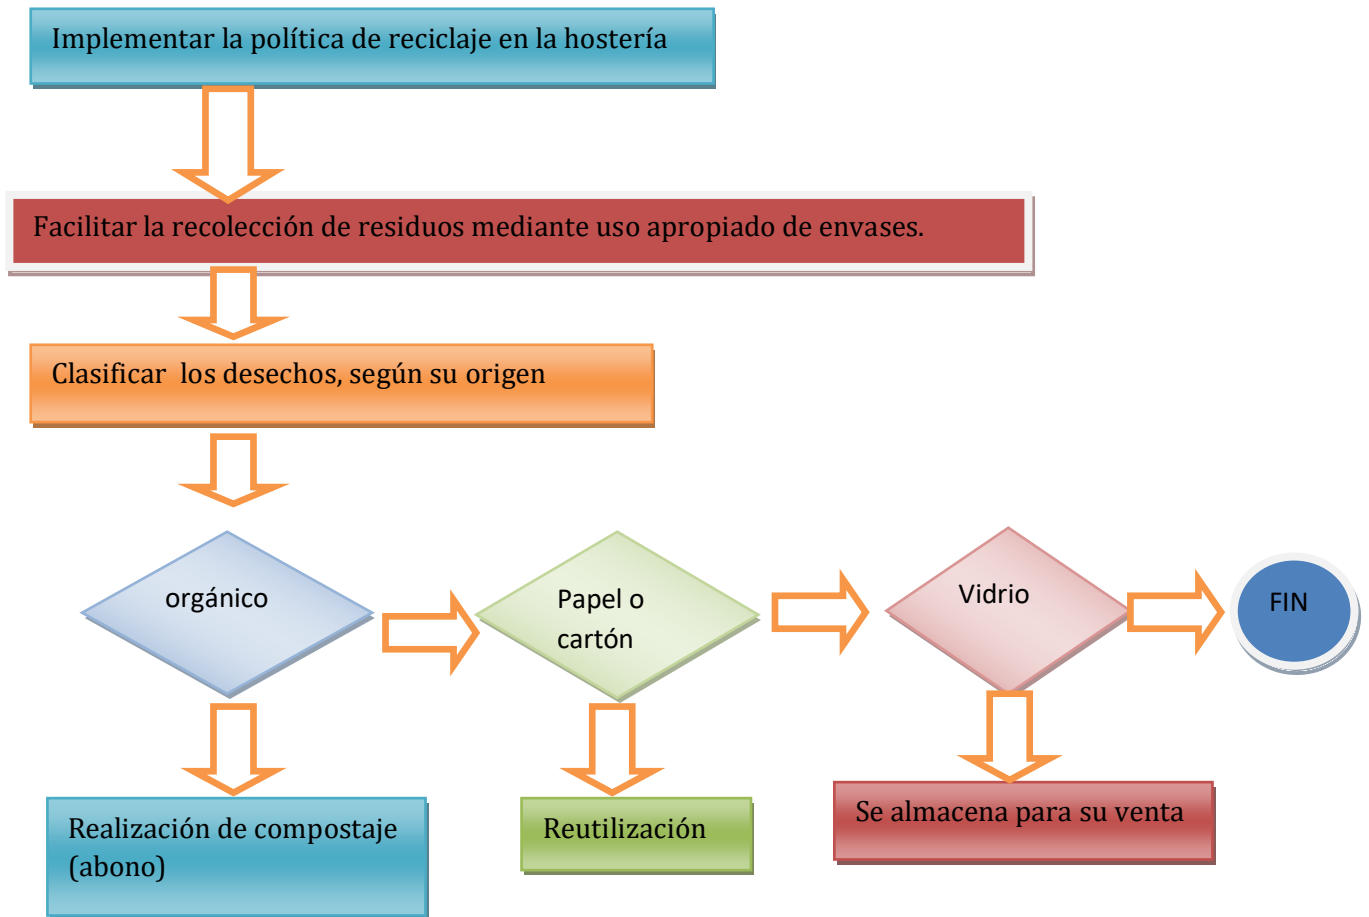 Implementar la política de reciclaje en la hostería
Facilitar la recolección de residuos mediante uso apropiado de envases.
Clasificar  los desechos, según su origen
orgánico
Papel o
cartón
Vidrio
FIN
Realización de compostaje
(abono)
Reutilización
Se almacena para su venta